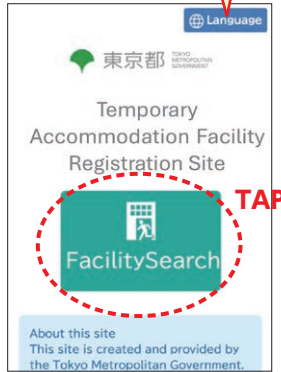 Language
東京都 TOKYO
METROPOLITAN
GOVERNMENT
Temporary
Accommodation Facility
Registration Site
TAP
FacilitySearch
About this site
This site is created and provided by
the Tokyo Metropolitan Government.